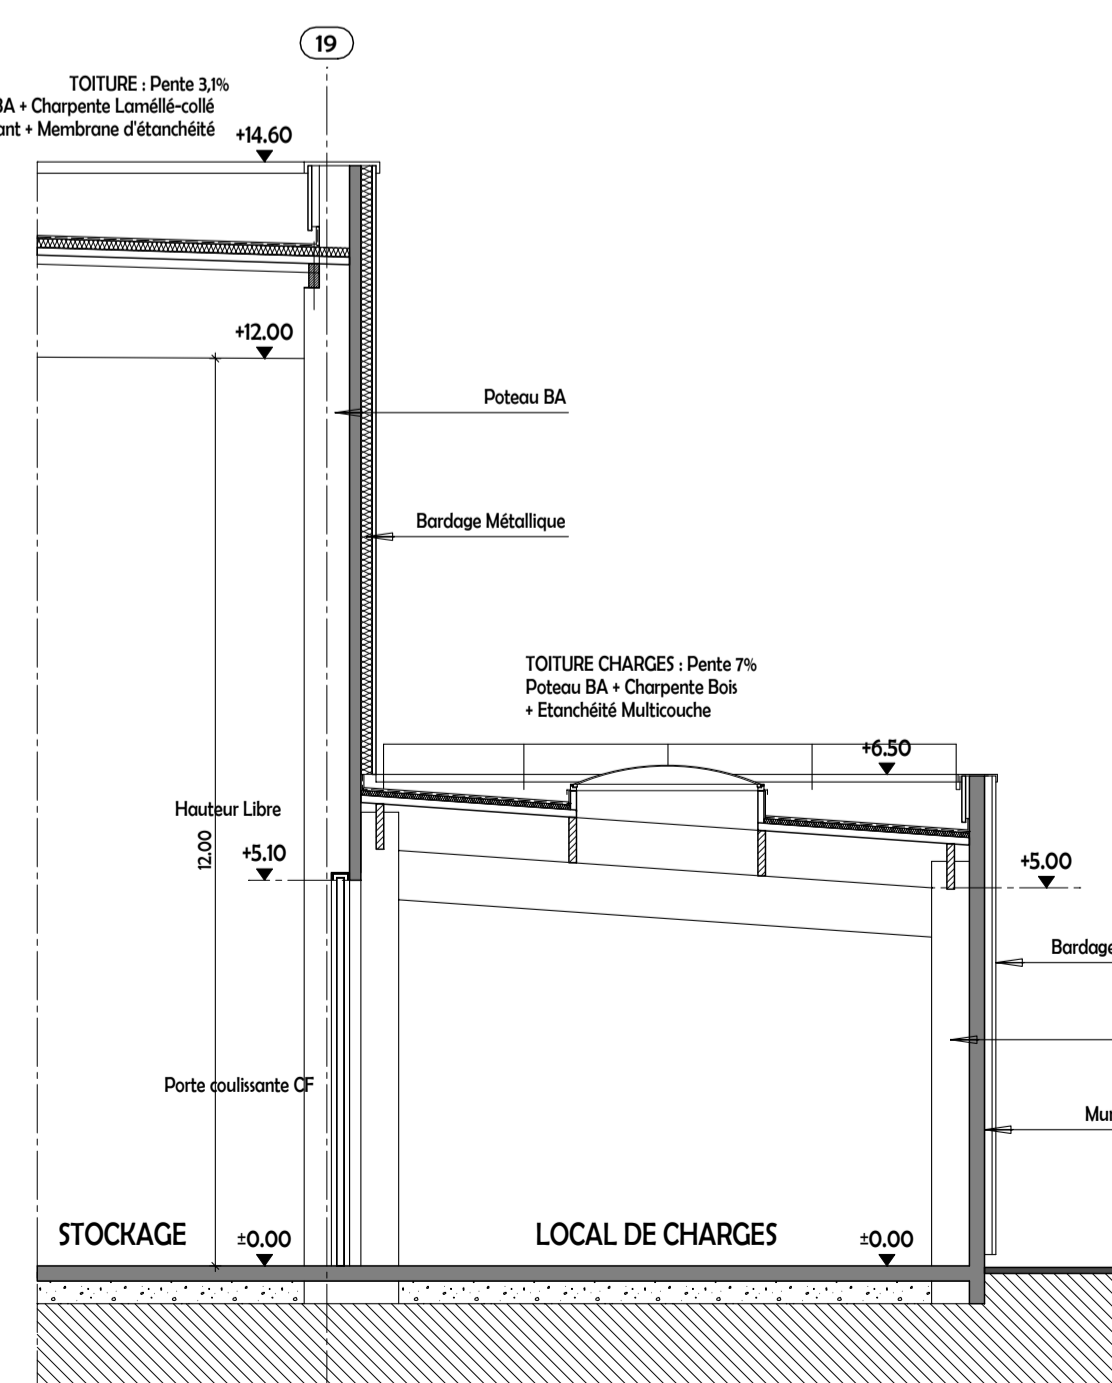 19
TOITURE : Pente 3,1%
BA + Charpente Laméllé-collé
+ Membrane d'étanchéité
+14.60
+12.00
Poteau BA
Bardage Métallique
TOITURE CHARGES : Pente 7%
Poteau BA + Charpente Bois
+ Etanchéité Multicouche
+6.50
Hauteur Libre
12.00
+5.10
+5.00
Bardage
Porte coulissante CF
Mur
STOCKAGE
±0.00
LOCAL DE CHARGES
±0.00